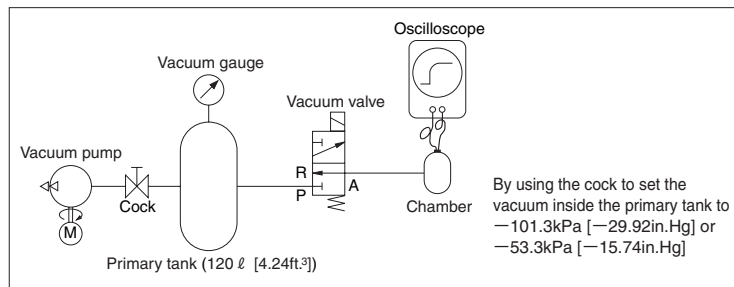 Oscilloscope
Vacuum gauge
Vacuum valve
Vacuum pump
R
A
P
Cock
M
Chamber
Primary tank (120 ℓ [4.24ft.³])
By using the cock to set the
vacuum inside the primary tank to
−101.3kPa [−29.92in.Hg] or
−53.3kPa [−15.74in.Hg]